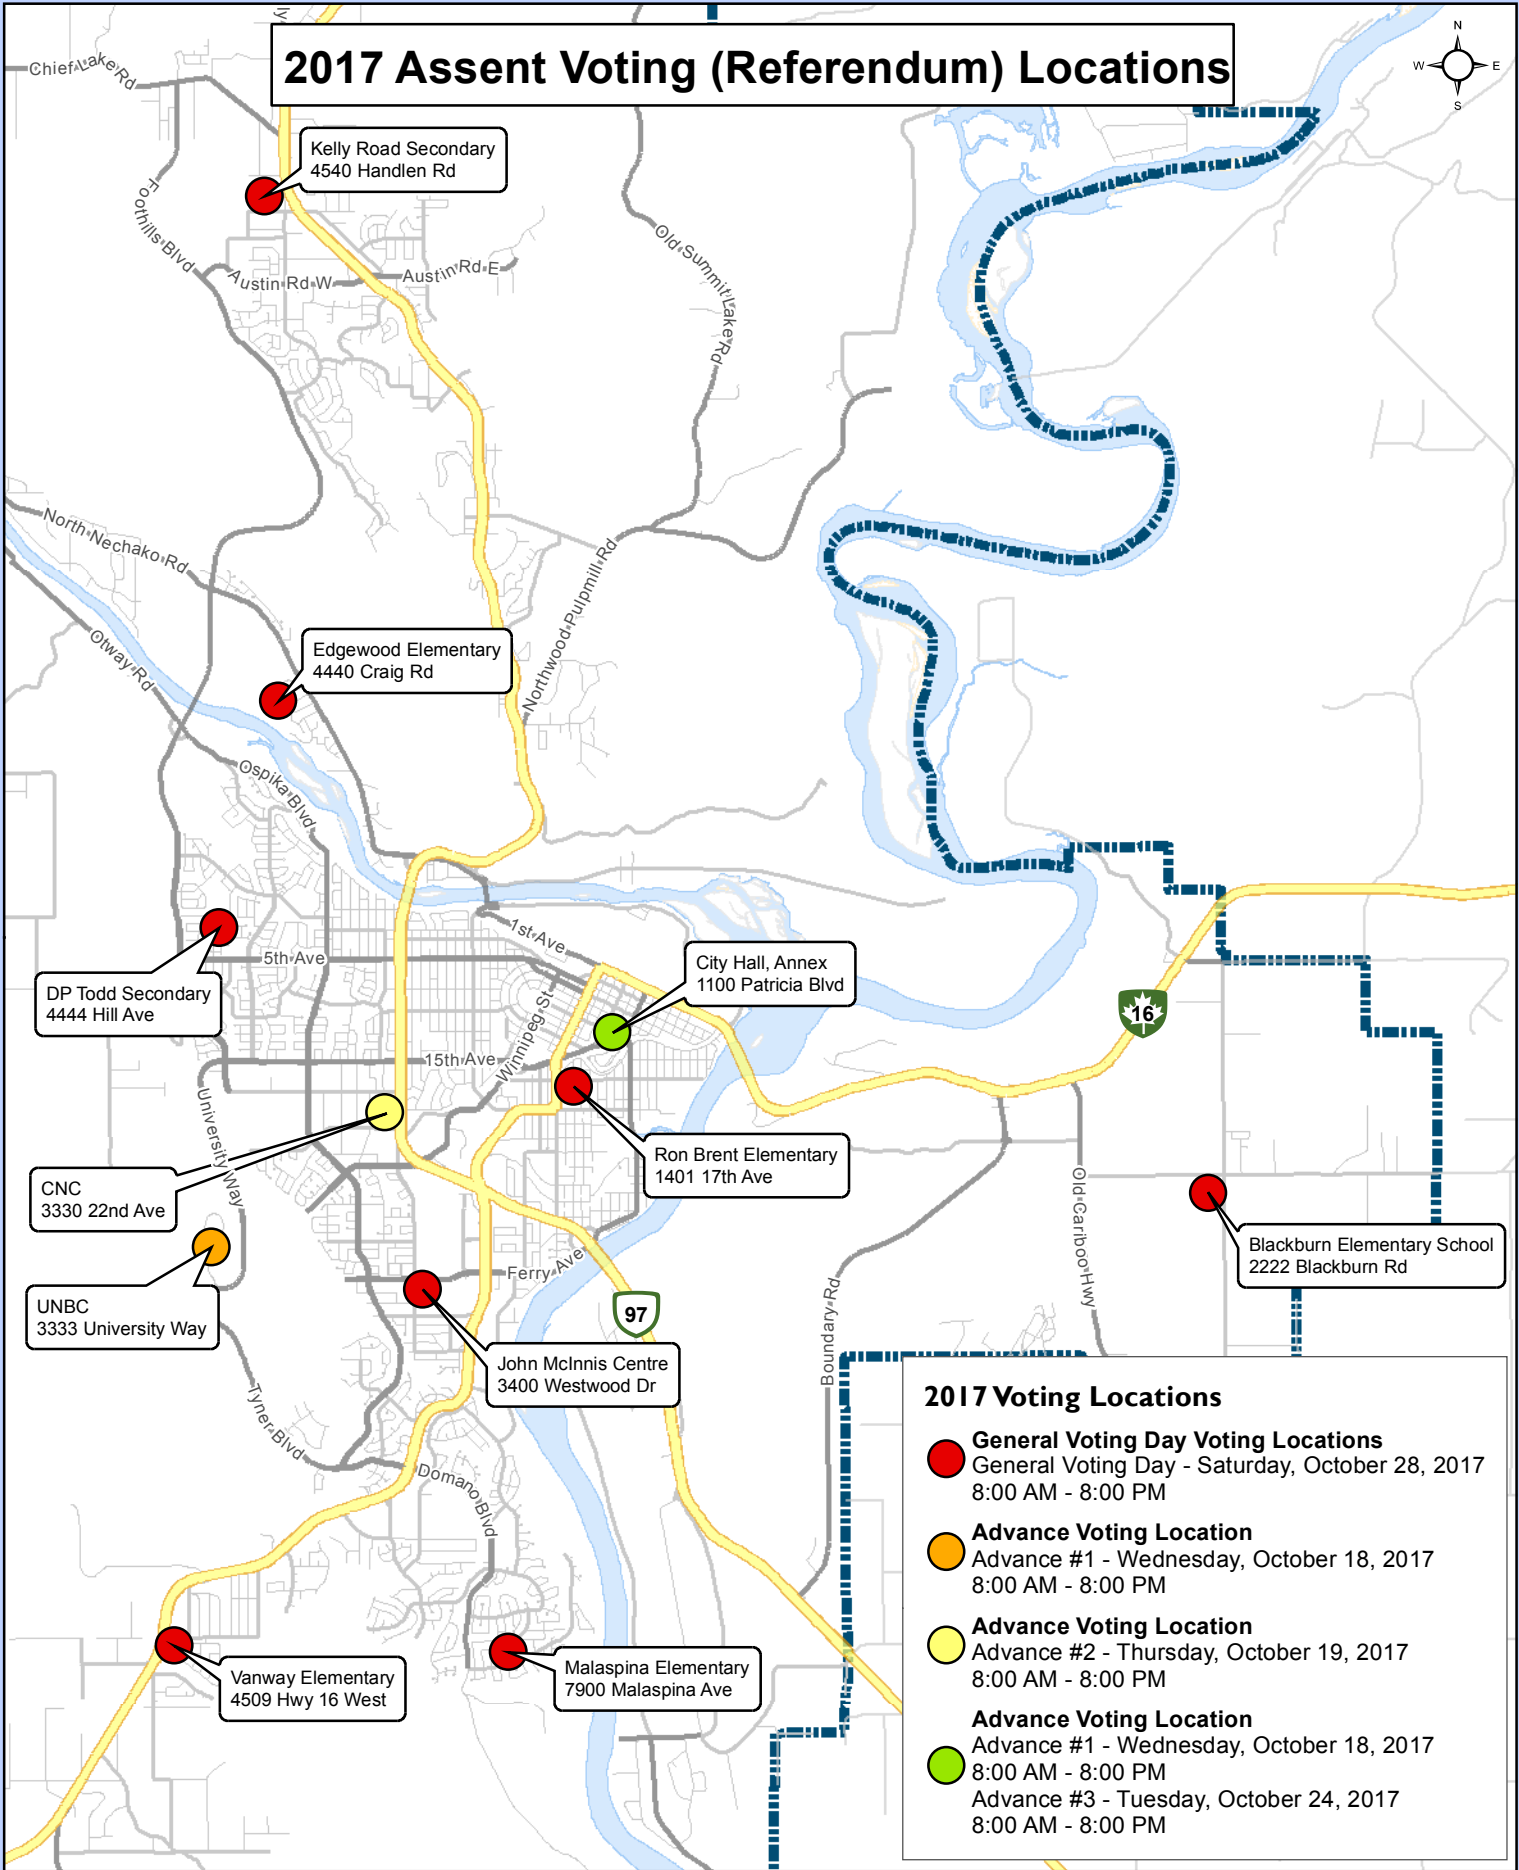 2017 Assent Voting (Referendum) Locations
N
W
E
S
Chief Lake Rd
Kelly Road Secondary
4540 Handlen Rd
Foothills Blvd
Austin Rd W
Austin Rd E
Old Summit Lake Rd
North Nechako Rd
Northwood Pulpmill Rd
Otway Rd
Edgewood Elementary
4440 Craig Rd
Ospika Blvd
1st Ave
5th Ave
DP Todd Secondary
4444 Hill Ave
City Hall, Annex
1100 Patricia Blvd
16
Winnipeg St
15th Ave
University Way
CNC
3330 22nd Ave
Ron Brent Elementary
1401 17th Ave
Old Cariboo Hwy
Blackburn Elementary School
2222 Blackburn Rd
UNBC
3333 University Way
Ferry Ave
97
Boundary Rd
John McInnis Centre
3400 Westwood Dr
Tyner Blvd
Domano Blvd
Vanway Elementary
4509 Hwy 16 West
Malaspina Elementary
7900 Malaspina Ave
2017 Voting Locations
General Voting Day Voting Locations
General Voting Day - Saturday, October 28, 2017
8:00 AM - 8:00 PM
Advance Voting Location
Advance #1 - Wednesday, October 18, 2017
8:00 AM - 8:00 PM
Advance Voting Location
Advance #2 - Thursday, October 19, 2017
8:00 AM - 8:00 PM
Advance Voting Location
Advance #1 - Wednesday, October 18, 2017
8:00 AM - 8:00 PM
Advance #3 - Tuesday, October 24, 2017
8:00 AM - 8:00 PM